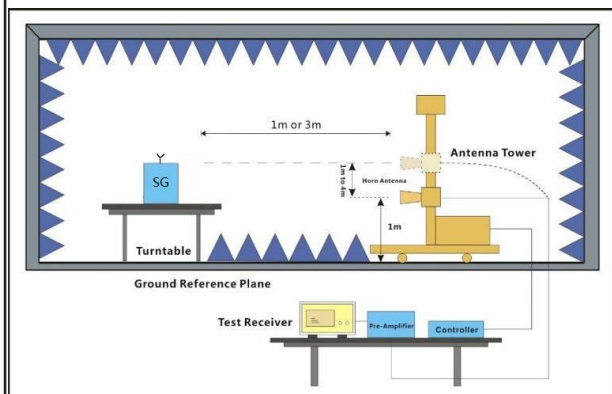 1m or 3m
Antenna Tower
SG
1m to 4m
Horn Antenna
1m
Turntable
Ground Reference Plane
Test Receiver
Pre-Amplifier
Controller